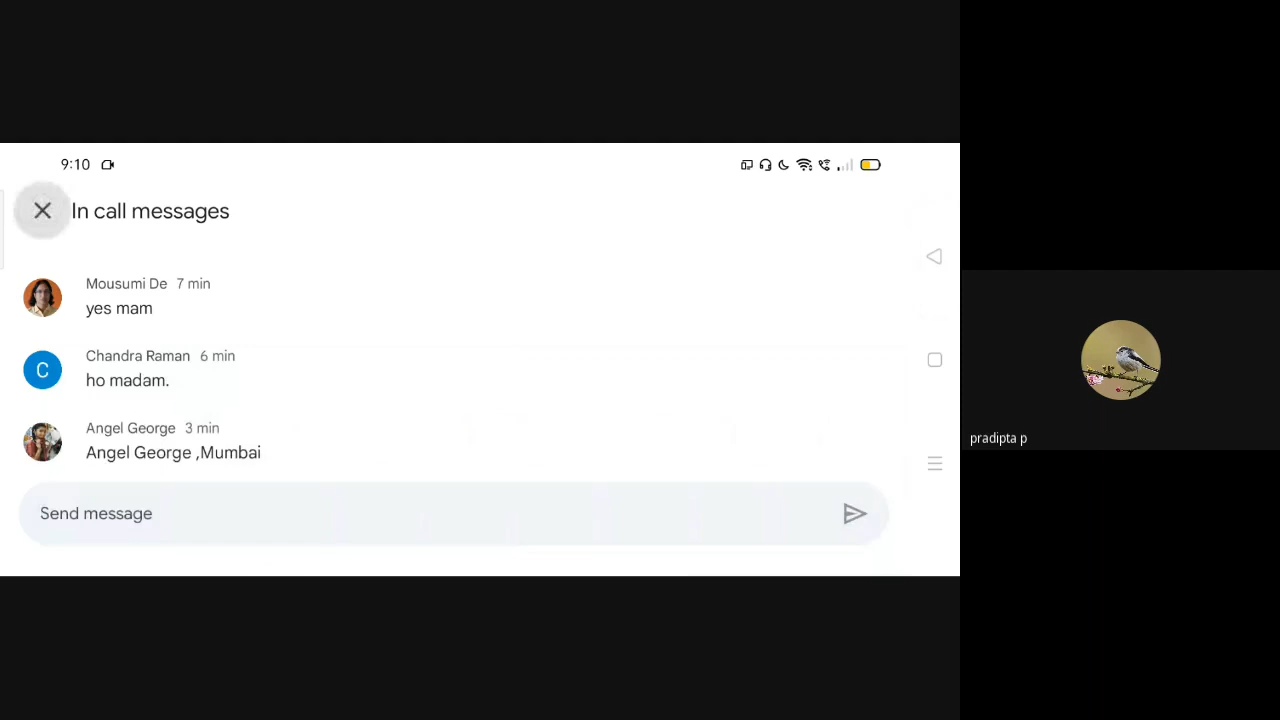 9:10
In call messages
Mousumi De 7 min
yes mam
C
Chandra Raman 6 min
ho madam.
Angel George 3 min
Angel George ,Mumbai
Send message
pradipta p